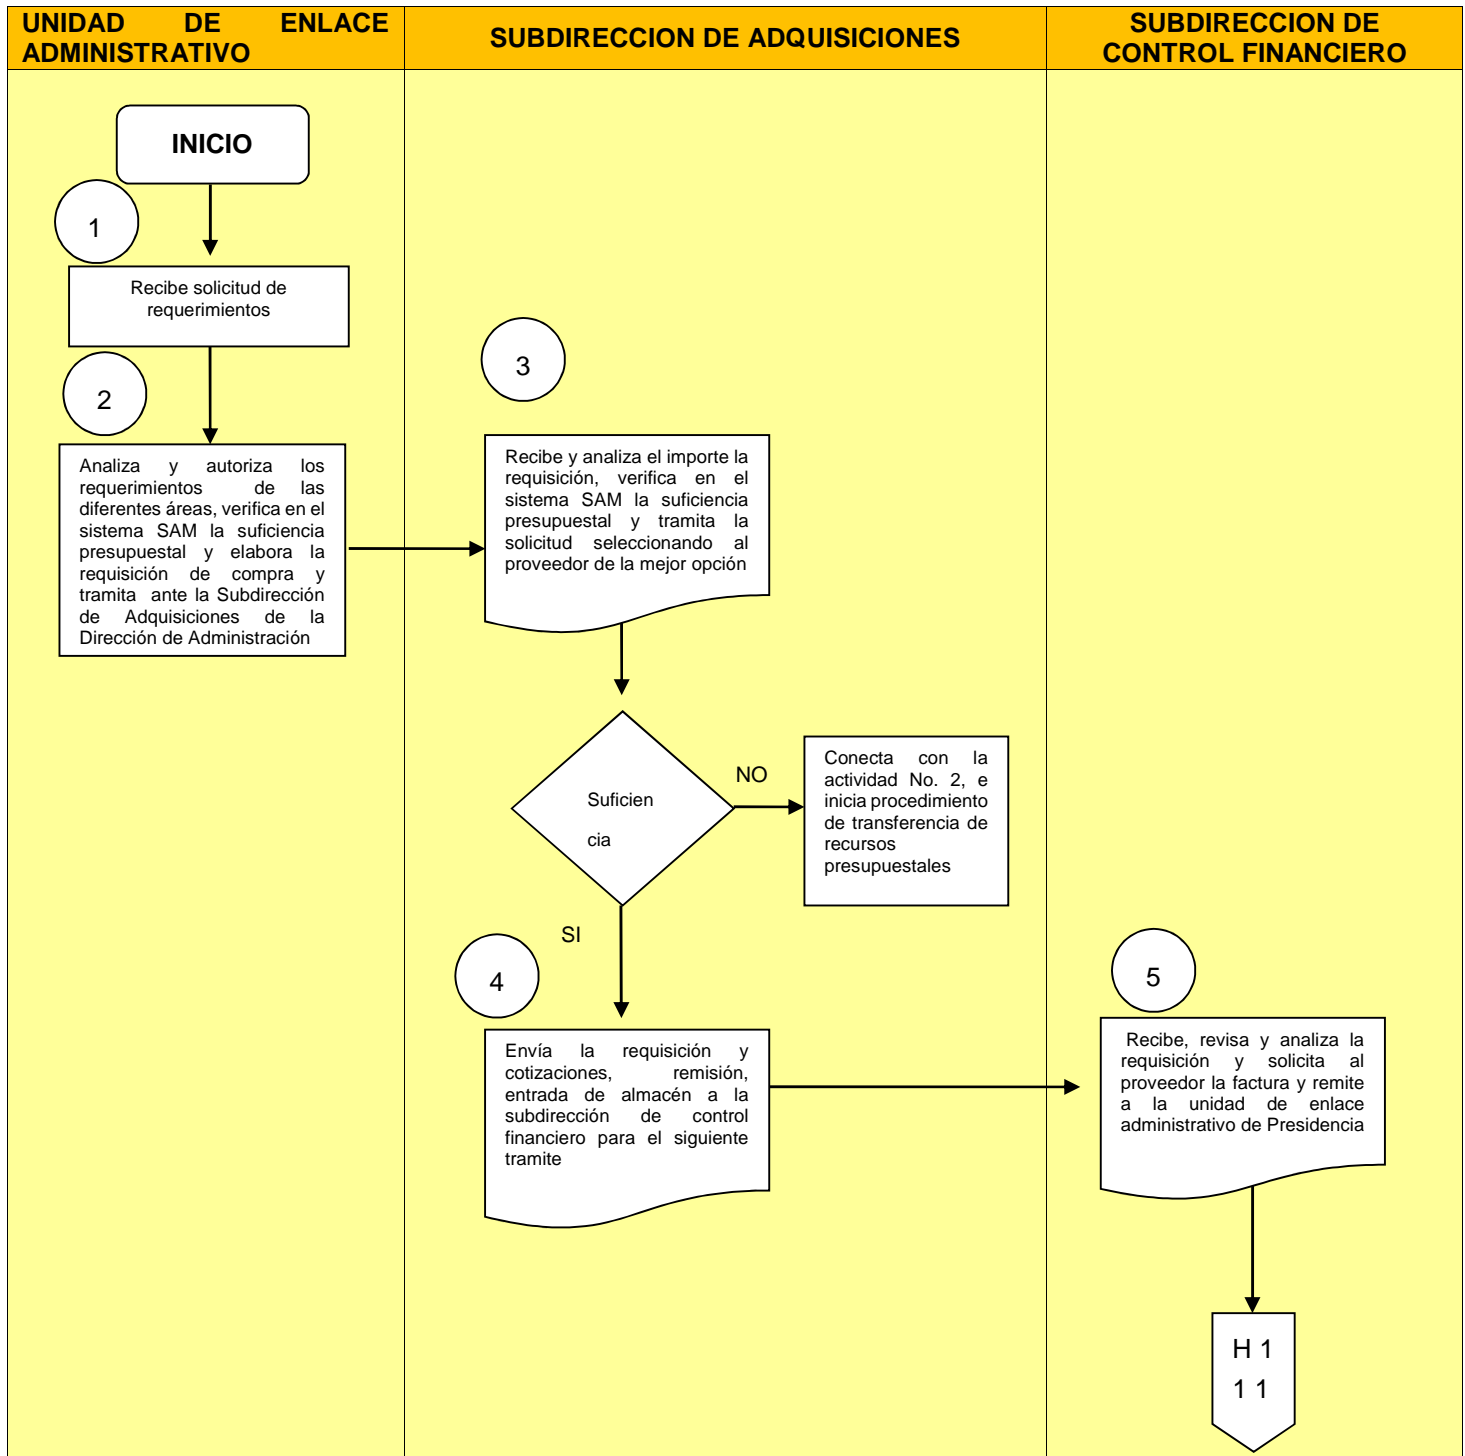 UNIDAD DE ENLACE
ADMINISTRATIVO
SUBDIRECCION DE ADQUISICIONES
SUBDIRECCION DE
CONTROL FINANCIERO
INICIO
1
Recibe solicitud de
requerimientos
2
Analiza y autoriza los
requerimientos de las
diferentes áreas, verifica en el
sistema SAM la suficiencia
presupuestal y elabora la
requisición de compra y
tramita ante la Subdirección
de Adquisiciones de la
Dirección de Administración
3
Recibe y analiza el importe la
requisición, verifica en el
sistema SAM la suficiencia
presupuestal y tramita la
solicitud seleccionando al
proveedor de la mejor opción
Suficien
cia
NO
Conecta con la
actividad No. 2, e
inicia procedimiento
de transferencia de
recursos
presupuestales
SI
4
Envía la requisición y
cotizaciones, remisión,
entrada de almacén a la
subdirección de control
financiero para el siguiente
tramite
5
Recibe, revisa y analiza la
requisición y solicita al
proveedor la factura y remite
a la unidad de enlace
administrativo de Presidencia
H 1
1 1